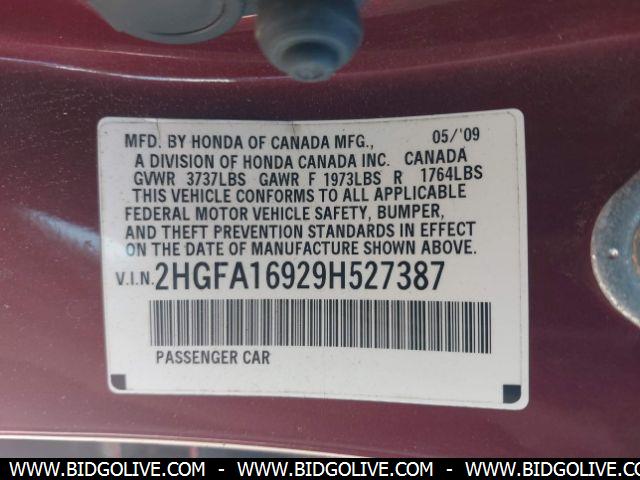 MFD. BY HONDA OF CANADA MFG., 05/'09
A DIVISION OF HONDA CANADA INC. CANADA
GVWR 3737LBS GAWR F 1973LBS R 1764LBS
THIS VEHICLE CONFORMS TO ALL APPLICABLE
FEDERAL MOTOR VEHICLE SAFETY, BUMPER,
AND THEFT PREVENTION STANDARDS IN EFFECT
ON THE DATE OF MANUFACTURE SHOWN ABOVE.
V.I.N. 2HGFA16929H527387
PASSENGER CAR
WWW.BIDGOLIVE.COM - WWW.BIDGOLIVE.COM - WWW.BIDGOLIVE.COM